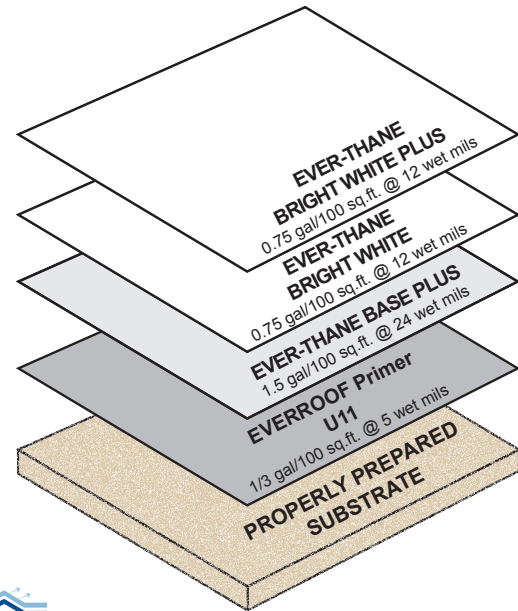 EVER-THANE
BRIGHT WHITE PLUS
0.75 gal/100 sq.ft. @ 12 wet mils
EVER-THANE
BRIGHT WHITE
0.75 gal/100 sq.ft. @ 12 wet mils
EVER-THANE BASE PLUS
1.5 gal/100 sq.ft. @ 24 wet mils
EVERROOF Primer
U11
1/3 gal/100 sq.ft. @ 5 wet mils
PROPERLY PREPARED
SUBSTRATE